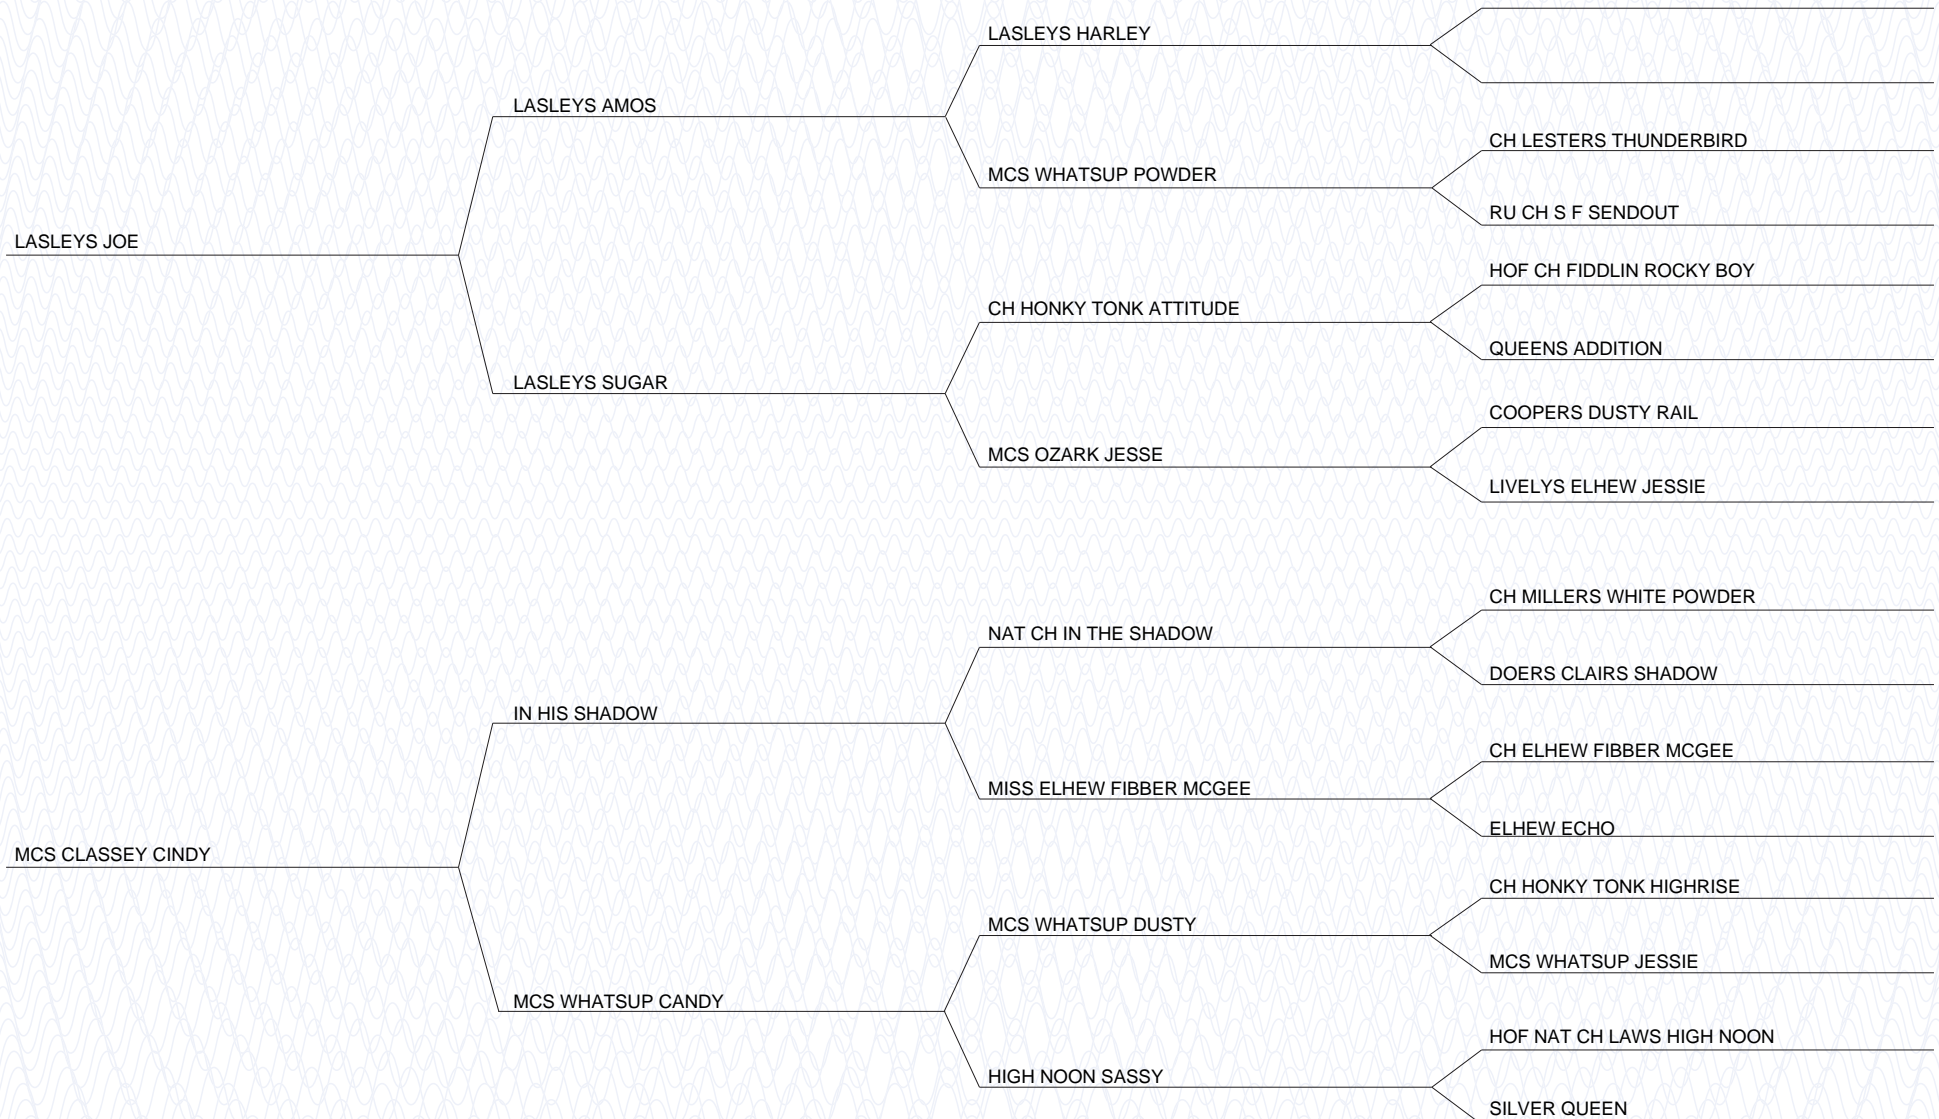 LASLEYS HARLEY
LASLEYS AMOS
CH LESTERS THUNDERBIRD
MCS WHATSUP POWDER
RU CH S F SENDOUT
LASLEYS JOE
HOF CH FIDDLIN ROCKY BOY
CH HONKY TONK ATTITUDE
QUEENS ADDITION
LASLEYS SUGAR
COOPERS DUSTY RAIL
MCS OZARK JESSE
LIVELYS ELHEW JESSIE
CH MILLERS WHITE POWDER
NAT CH IN THE SHADOW
DOERS CLAIRS SHADOW
IN HIS SHADOW
CH ELHEW FIBBER MCGEE
MISS ELHEW FIBBER MCGEE
ELHEW ECHO
MCS CLASSEY CINDY
CH HONKY TONK HIGHRISE
MCS WHATSUP DUSTY
MCS WHATSUP JESSIE
MCS WHATSUP CANDY
HOF NAT CH LAWS HIGH NOON
HIGH NOON SASSY
SILVER QUEEN